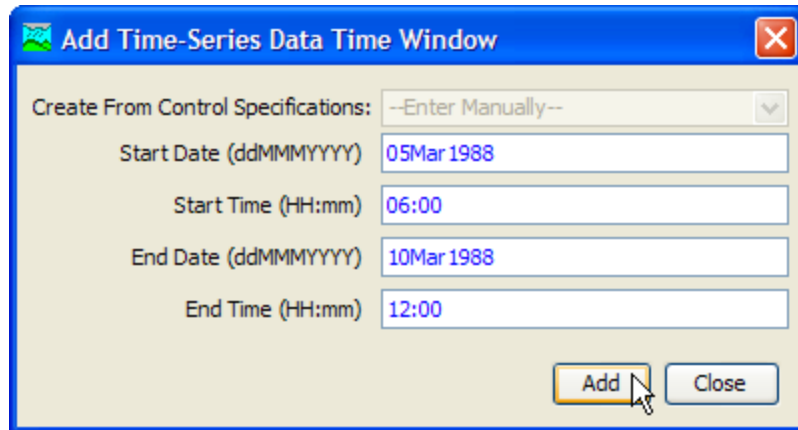 Add Time-Series Data Time Window
Create From Control Specifications: --Enter Manually--
Start Date (ddMMMYYYY) 05Mar1988
Start Time (HH:mm) 06:00
End Date (ddMMMYYYY) 10Mar1988
End Time (HH:mm) 12:00
Add Close